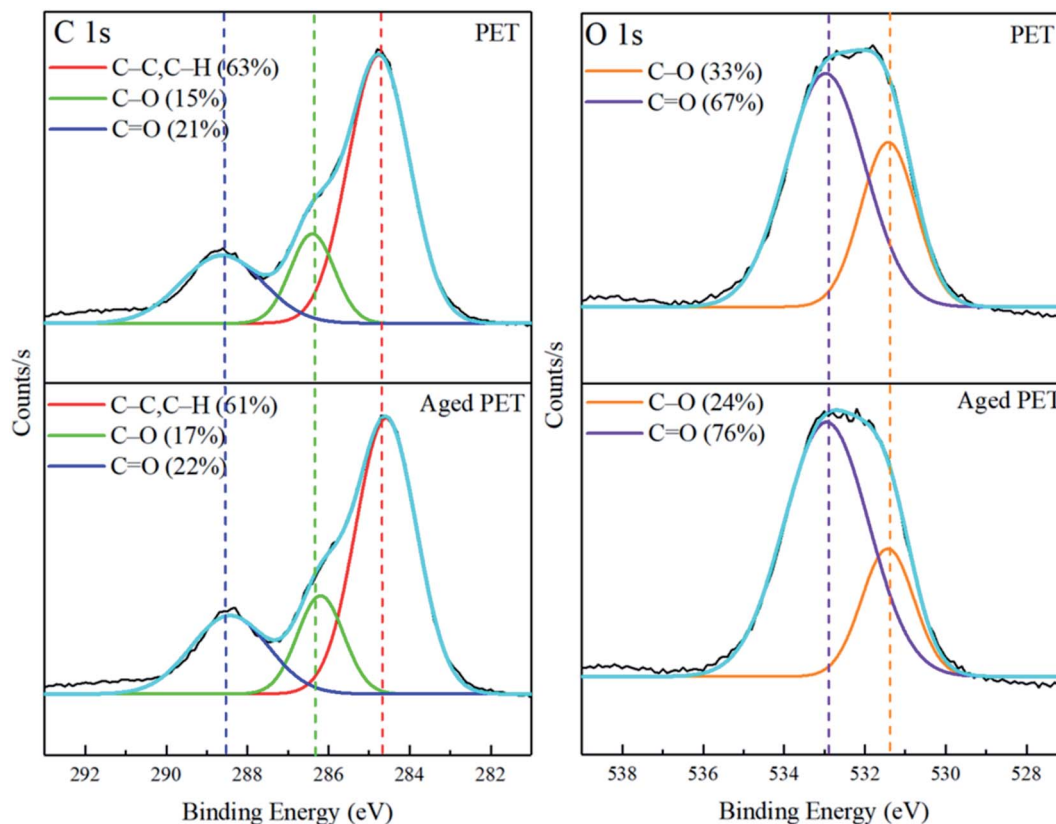 C 1s
PET
C–C,C–H (63%)
C–O (15%)
C=O (21%)
Aged PET
C–C,C–H (61%)
C–O (17%)
C=O (22%)
Counts/s
292 290 288 286 284 282
Binding Energy (eV)
O 1s
PET
C–O (33%)
C=O (67%)
Aged PET
C–O (24%)
C=O (76%)
Counts/s
538 536 534 532 530 528
Binding Energy (eV)